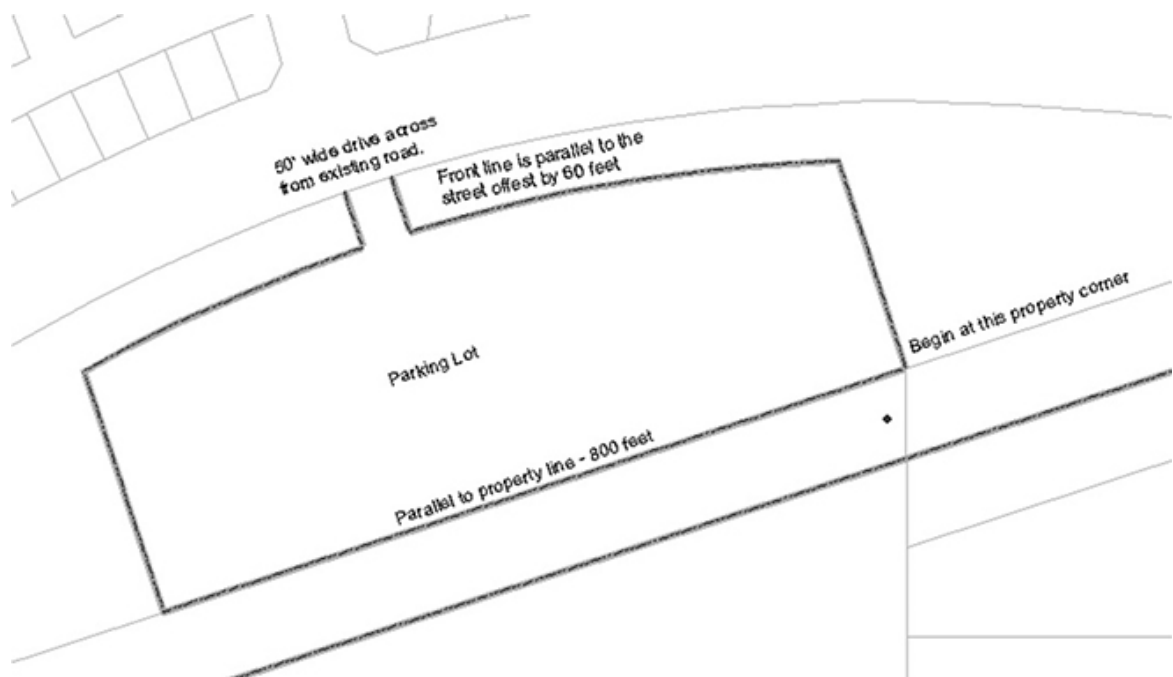 50' wide drive across
from existing road.
Front line is parallel to the
street offest by 60 feet
Begin at this property corner
Parking Lot
Parallel to property line - 800 feet